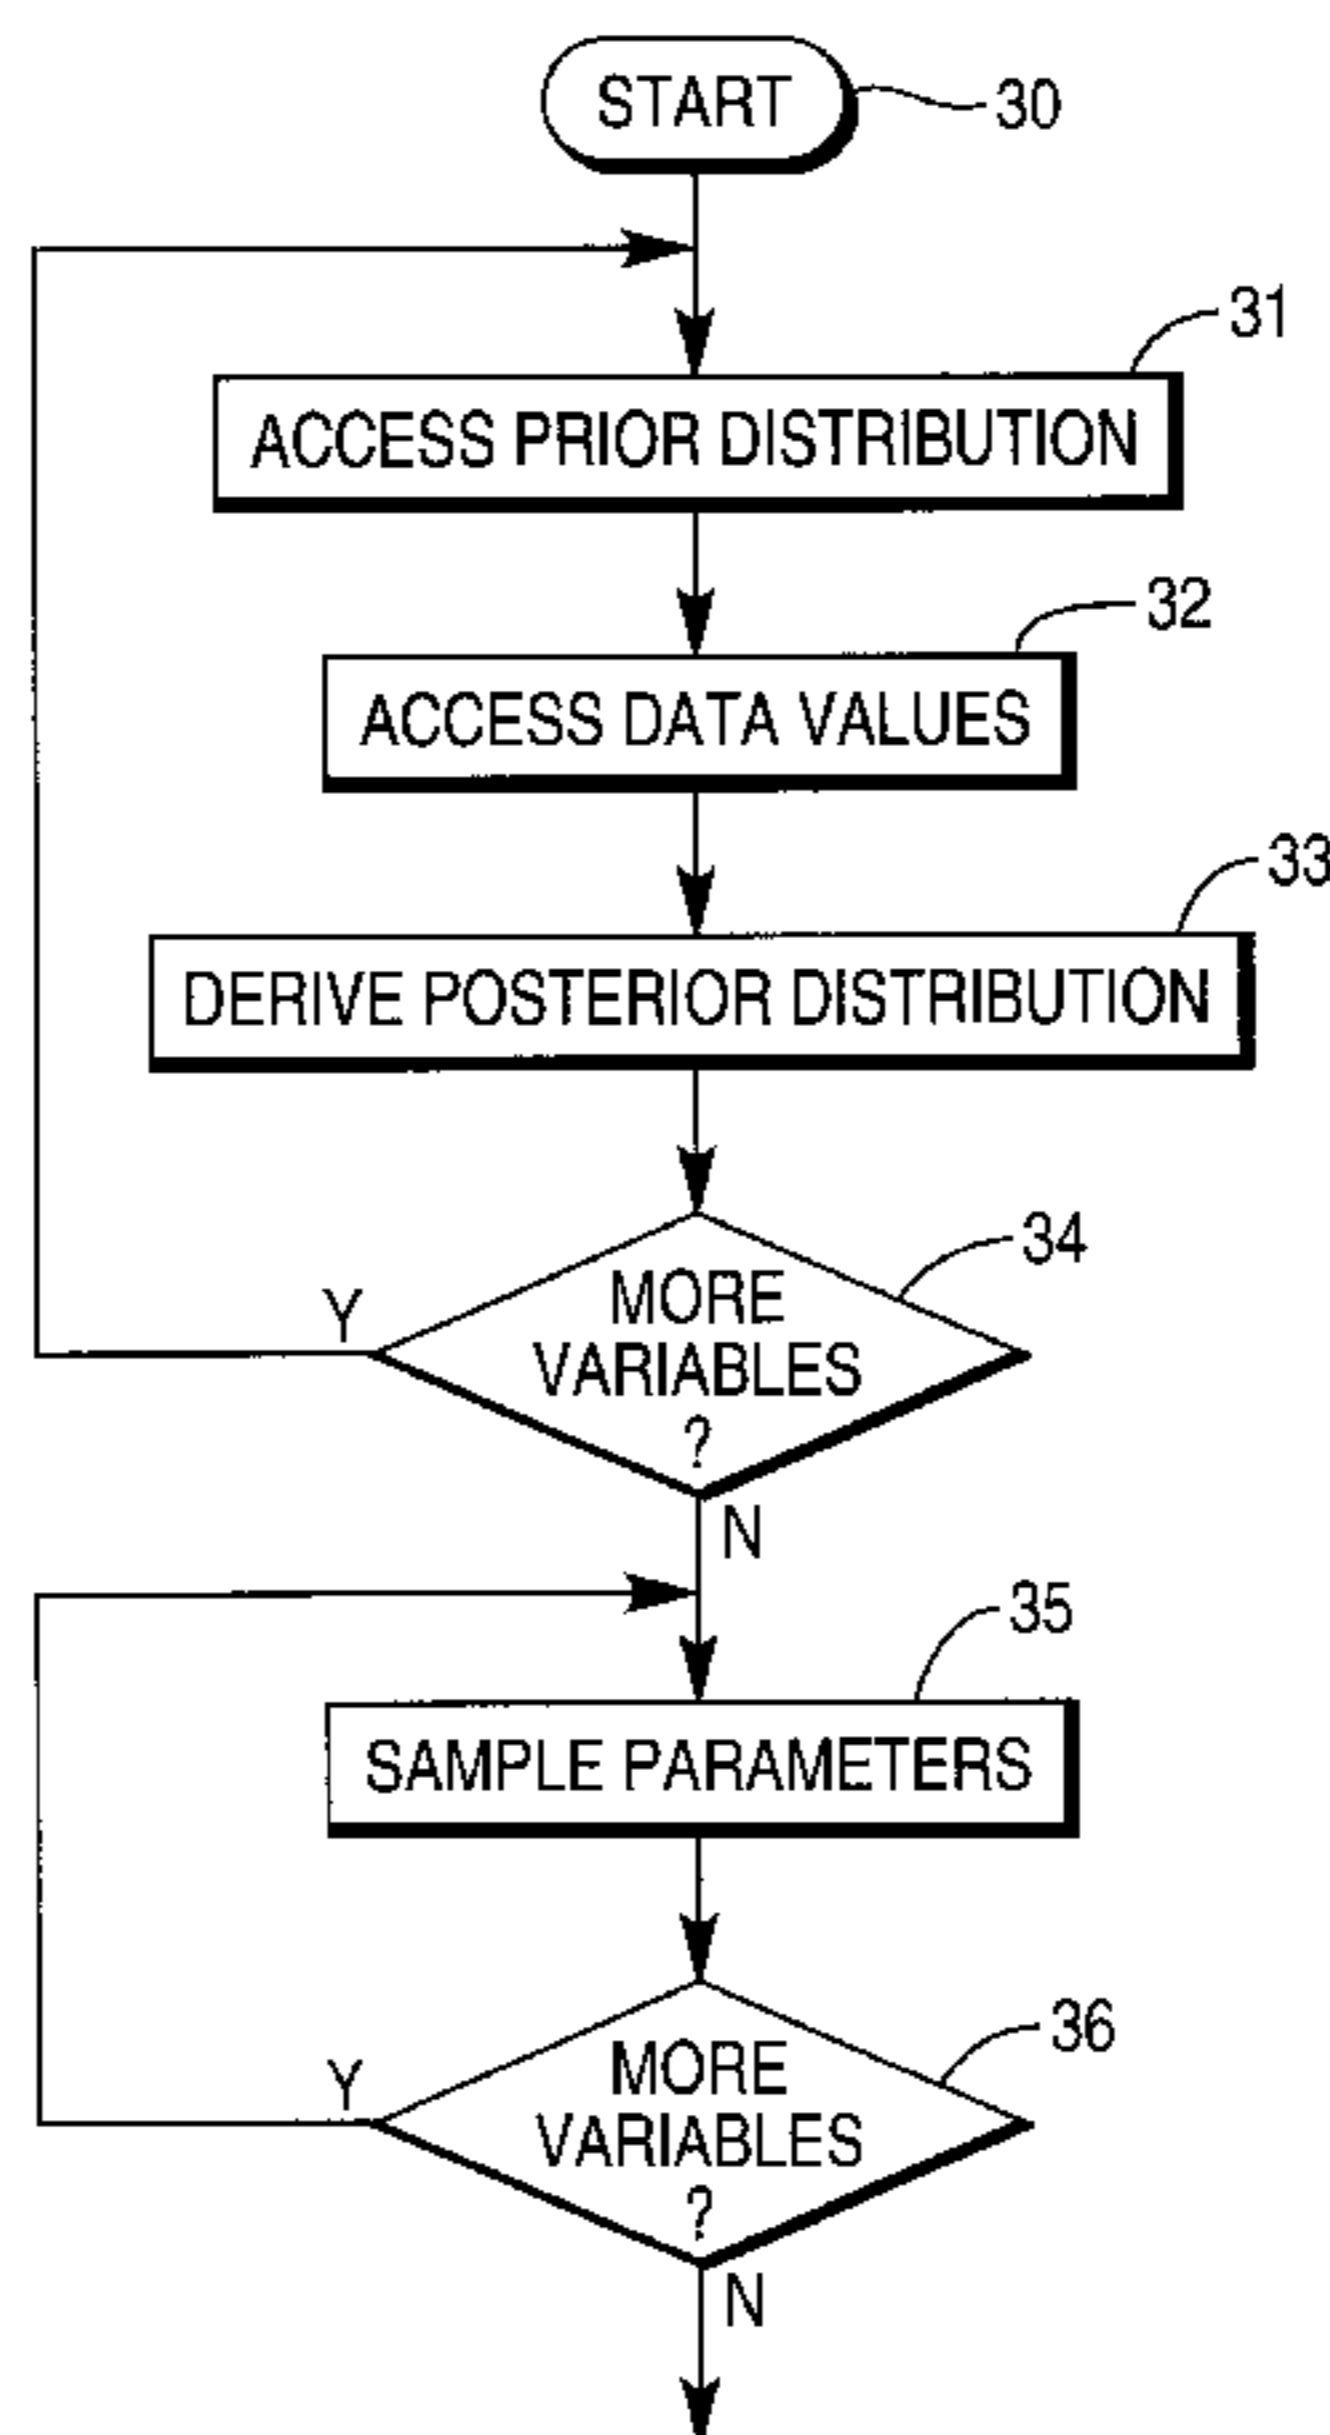 START
30
31
ACCESS PRIOR DISTRIBUTION
32
ACCESS DATA VALUES
33
DERIVE POSTERIOR DISTRIBUTION
34
MORE
VARIABLES
?
Y
N
35
SAMPLE PARAMETERS
36
MORE
VARIABLES
?
Y
N